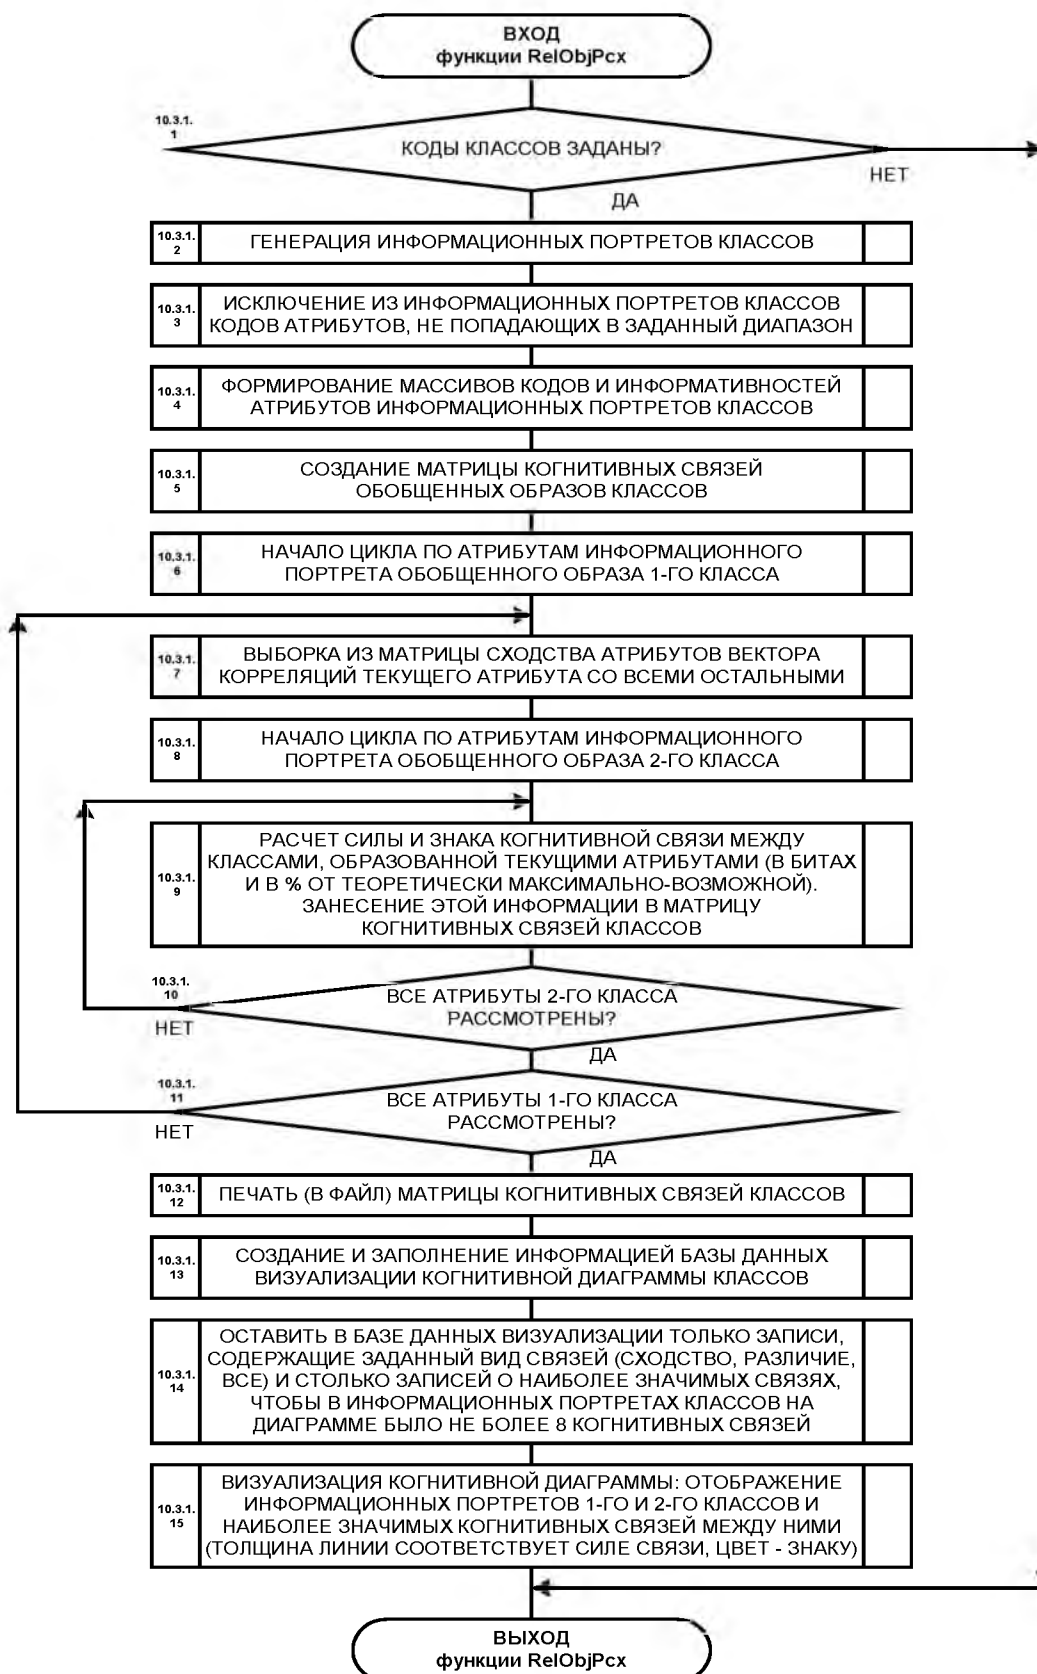 ВХОД
функции RelObjPcx
10.3.1.
1
КОДЫ КЛАССОВ ЗАДАНЫ?
НЕТ
ДА
10.3.1.
2
ГЕНЕРАЦИЯ ИНФОРМАЦИОННЫХ ПОРТРЕТОВ КЛАССОВ
10.3.1.
3
ИСКЛЮЧЕНИЕ ИЗ ИНФОРМАЦИОННЫХ ПОРТРЕТОВ КЛАССОВ
КОДОВ АТРИБУТОВ, НЕ ПОПАДАЮЩИХ В ЗАДАННЫЙ ДИАПАЗОН
10.3.1.
4
ФОРМИРОВАНИЕ МАССИВОВ КОДОВ И ИНФОРМАТИВНОСТЕЙ
АТРИБУТОВ ИНФОРМАЦИОННЫХ ПОРТРЕТОВ КЛАССОВ
10.3.1.
5
СОЗДАНИЕ МАТРИЦЫ КОГНИТИВНЫХ СВЯЗЕЙ
ОБОБЩЕННЫХ ОБРАЗОВ КЛАССОВ
10.3.1.
6
НАЧАЛО ЦИКЛА ПО АТРИБУТАМ ИНФОРМАЦИОННОГО
ПОРТРЕТА ОБОБЩЕННОГО ОБРАЗА 1-ГО КЛАССА
10.3.1.
7
ВЫБОРКА ИЗ МАТРИЦЫ СХОДСТВА АТРИБУТОВ ВЕКТОРА
КОРРЕЛЯЦИЙ ТЕКУЩЕГО АТРИБУТА СО ВСЕМИ ОСТАЛЬНЫМИ
10.3.1.
8
НАЧАЛО ЦИКЛА ПО АТРИБУТАМ ИНФОРМАЦИОННОГО
ПОРТРЕТА ОБОБЩЕННОГО ОБРАЗА 2-ГО КЛАССА
10.3.1.
9
РАСЧЕТ СИЛЫ И ЗНАКА КОГНИТИВНОЙ СВЯЗИ МЕЖДУ
КЛАССАМИ, ОБРАЗОВАННОЙ ТЕКУЩИМИ АТРИБУТАМИ (В БИТАХ
И В % ОТ ТЕОРЕТИЧЕСКИ МАКСИМАЛЬНО-ВОЗМОЖНОЙ).
ЗАНЕСЕНИЕ ЭТОЙ ИНФОРМАЦИИ В МАТРИЦУ
КОГНИТИВНЫХ СВЯЗЕЙ КЛАССОВ
10.3.1.
10
ВСЕ АТРИБУТЫ 2-ГО КЛАССА
РАССМОТРЕНЫ?
НЕТ
ДА
10.3.1.
11
ВСЕ АТРИБУТЫ 1-ГО КЛАССА
РАССМОТРЕНЫ?
НЕТ
ДА
10.3.1.
12
ПЕЧАТЬ (В ФАЙЛ) МАТРИЦЫ КОГНИТИВНЫХ СВЯЗЕЙ КЛАССОВ
10.3.1.
13
СОЗДАНИЕ И ЗАПОЛНЕНИЕ ИНФОРМАЦИЕЙ БАЗЫ ДАННЫХ
ВИЗУАЛИЗАЦИИ КОГНИТИВНОЙ ДИАГРАММЫ КЛАССОВ
10.3.1.
14
ОСТАВИТЬ В БАЗЕ ДАННЫХ ВИЗУАЛИЗАЦИИ ТОЛЬКО ЗАПИСИ,
СОДЕРЖАЩИЕ ЗАДАННЫЙ ВИД СВЯЗЕЙ (СХОДСТВО, РАЗЛИЧИЕ,
ВСЕ) И СТОЛЬКО ЗАПИСЕЙ О НАИБОЛЕЕ ЗНАЧИМЫХ СВЯЗЯХ,
ЧТОБЫ В ИНФОРМАЦИОННЫХ ПОРТРЕТАХ КЛАССОВ НА
ДИАГРАММЕ БЫЛО НЕ БОЛЕЕ 8 КОГНИТИВНЫХ СВЯЗЕЙ
10.3.1.
15
ВИЗУАЛИЗАЦИЯ КОГНИТИВНОЙ ДИАГРАММЫ: ОТОБРАЖЕНИЕ
ИНФОРМАЦИОННЫХ ПОРТРЕТОВ 1-ГО И 2-ГО КЛАССОВ И
НАИБОЛЕЕ ЗНАЧИМЫХ КОГНИТИВНЫХ СВЯЗЕЙ МЕЖДУ НИМИ
(ТОЛЩИНА ЛИНИИ СООТВЕТСТВУЕТ СИЛЕ СВЯЗИ, ЦВЕТ - ЗНАКУ)
ВЫХОД
функции RelObjPcx